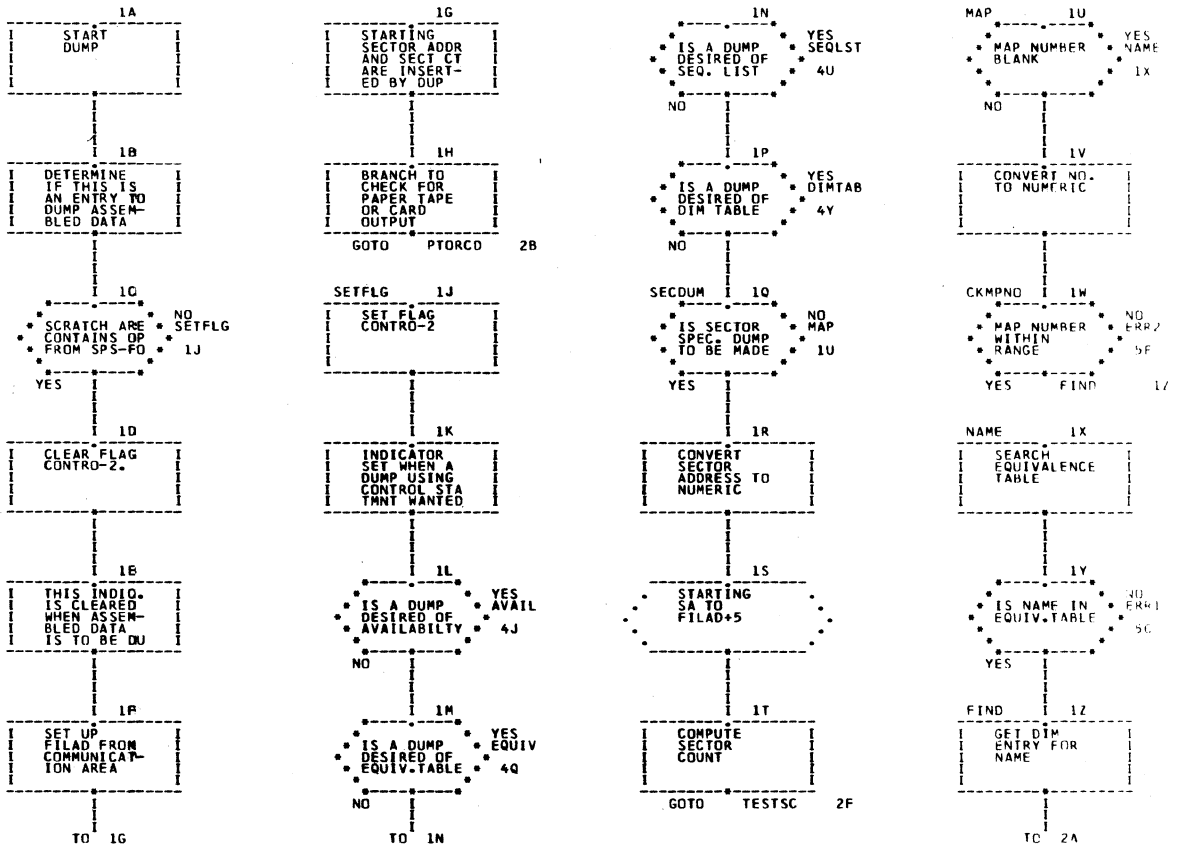 1A
START
DUMP
1B
DETERMINE
IF THIS IS
AN ENTRY TO
DUMP ASSEM-
BLED DATA
1C
SCRATCH ARE
CONTAINS OP
FROM SPS-FO
NO
SETFLG
1J
YES
1D
CLEAR FLAG
CONTRO-2.
1E
THIS INDIC.
IS CLEARED
WHEN ASSEM-
BLED DATA
IS TO BE DU
1F
SET UP
FILAD FROM
COMMUNICAT-
ION AREA
TO 1G
1G
STARTING
SECTOR ADDR
AND SECT CT
ARE INSERT-
ED BY DUP
1H
BRANCH TO
CHECK FOR
PAPER TAPE
OR CARD
OUTPUT
GOTO PTORCD 2B
SETFLG 1J
SET FLAG
CONTRO-2
1K
INDICATOR
SET WHEN A
DUMP USING
CONTROL STA
TMNT WANTED
1L
IS A DUMP
DESIRED OF
AVAILABILTY
YES
AVAIL
4J
NO
1M
IS A DUMP
DESIRED OF
EQUIV.TABLE
YES
EQUIV
4Q
NO
TO 1N
1N
IS A DUMP
DESIRED OF
SEQ. LIST
YES
SEQLST
4U
NO
1P
IS A DUMP
DESIRED OF
DIM TABLE
YES
DIMTAB
4Y
NO
SECDUM 1Q
IS SECTOR
SPEC. DUMP
TO BE MADE
NO
MAP
1U
YES
1R
CONVERT
SECTOR
ADDRESS TO
NUMERIC
1S
STARTING
SA TO
FILAD+5
1T
COMPUTE
SECTOR
COUNT
GOTO TESTSC 2F
MAP 1U
MAP NUMBER
BLANK
YES
NAME
1X
NO
1V
CONVERT NO.
TO NUMERIC
CKMPNO 1W
MAP NUMBER
WITHIN
RANGE
NO
ERR2
5F
YES FIND 1Z
NAME 1X
SEARCH
EQUIVALENCE
TABLE
1Y
IS NAME IN
EQUIV.TABLE
NO
ERR1
5C
YES
FIND 1Z
GET DIM
ENTRY FOR
NAME
TO 2A